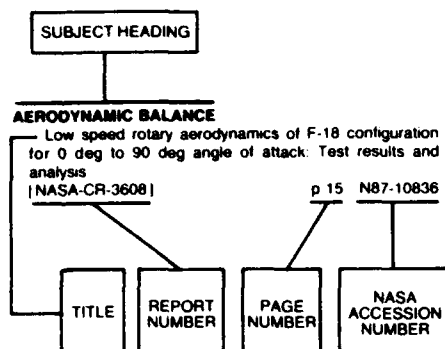 SUBJECT HEADING
AERODYNAMIC BALANCE
Low speed rotary aerodynamics of F-18 configuration
for 0 deg to 90 deg angle of attack: Test results and
analysis
[NASA-CR-3608] p 15 N87-10836
TITLE
REPORT
NUMBER
PAGE
NUMBER
NASA
ACCESSION
NUMBER